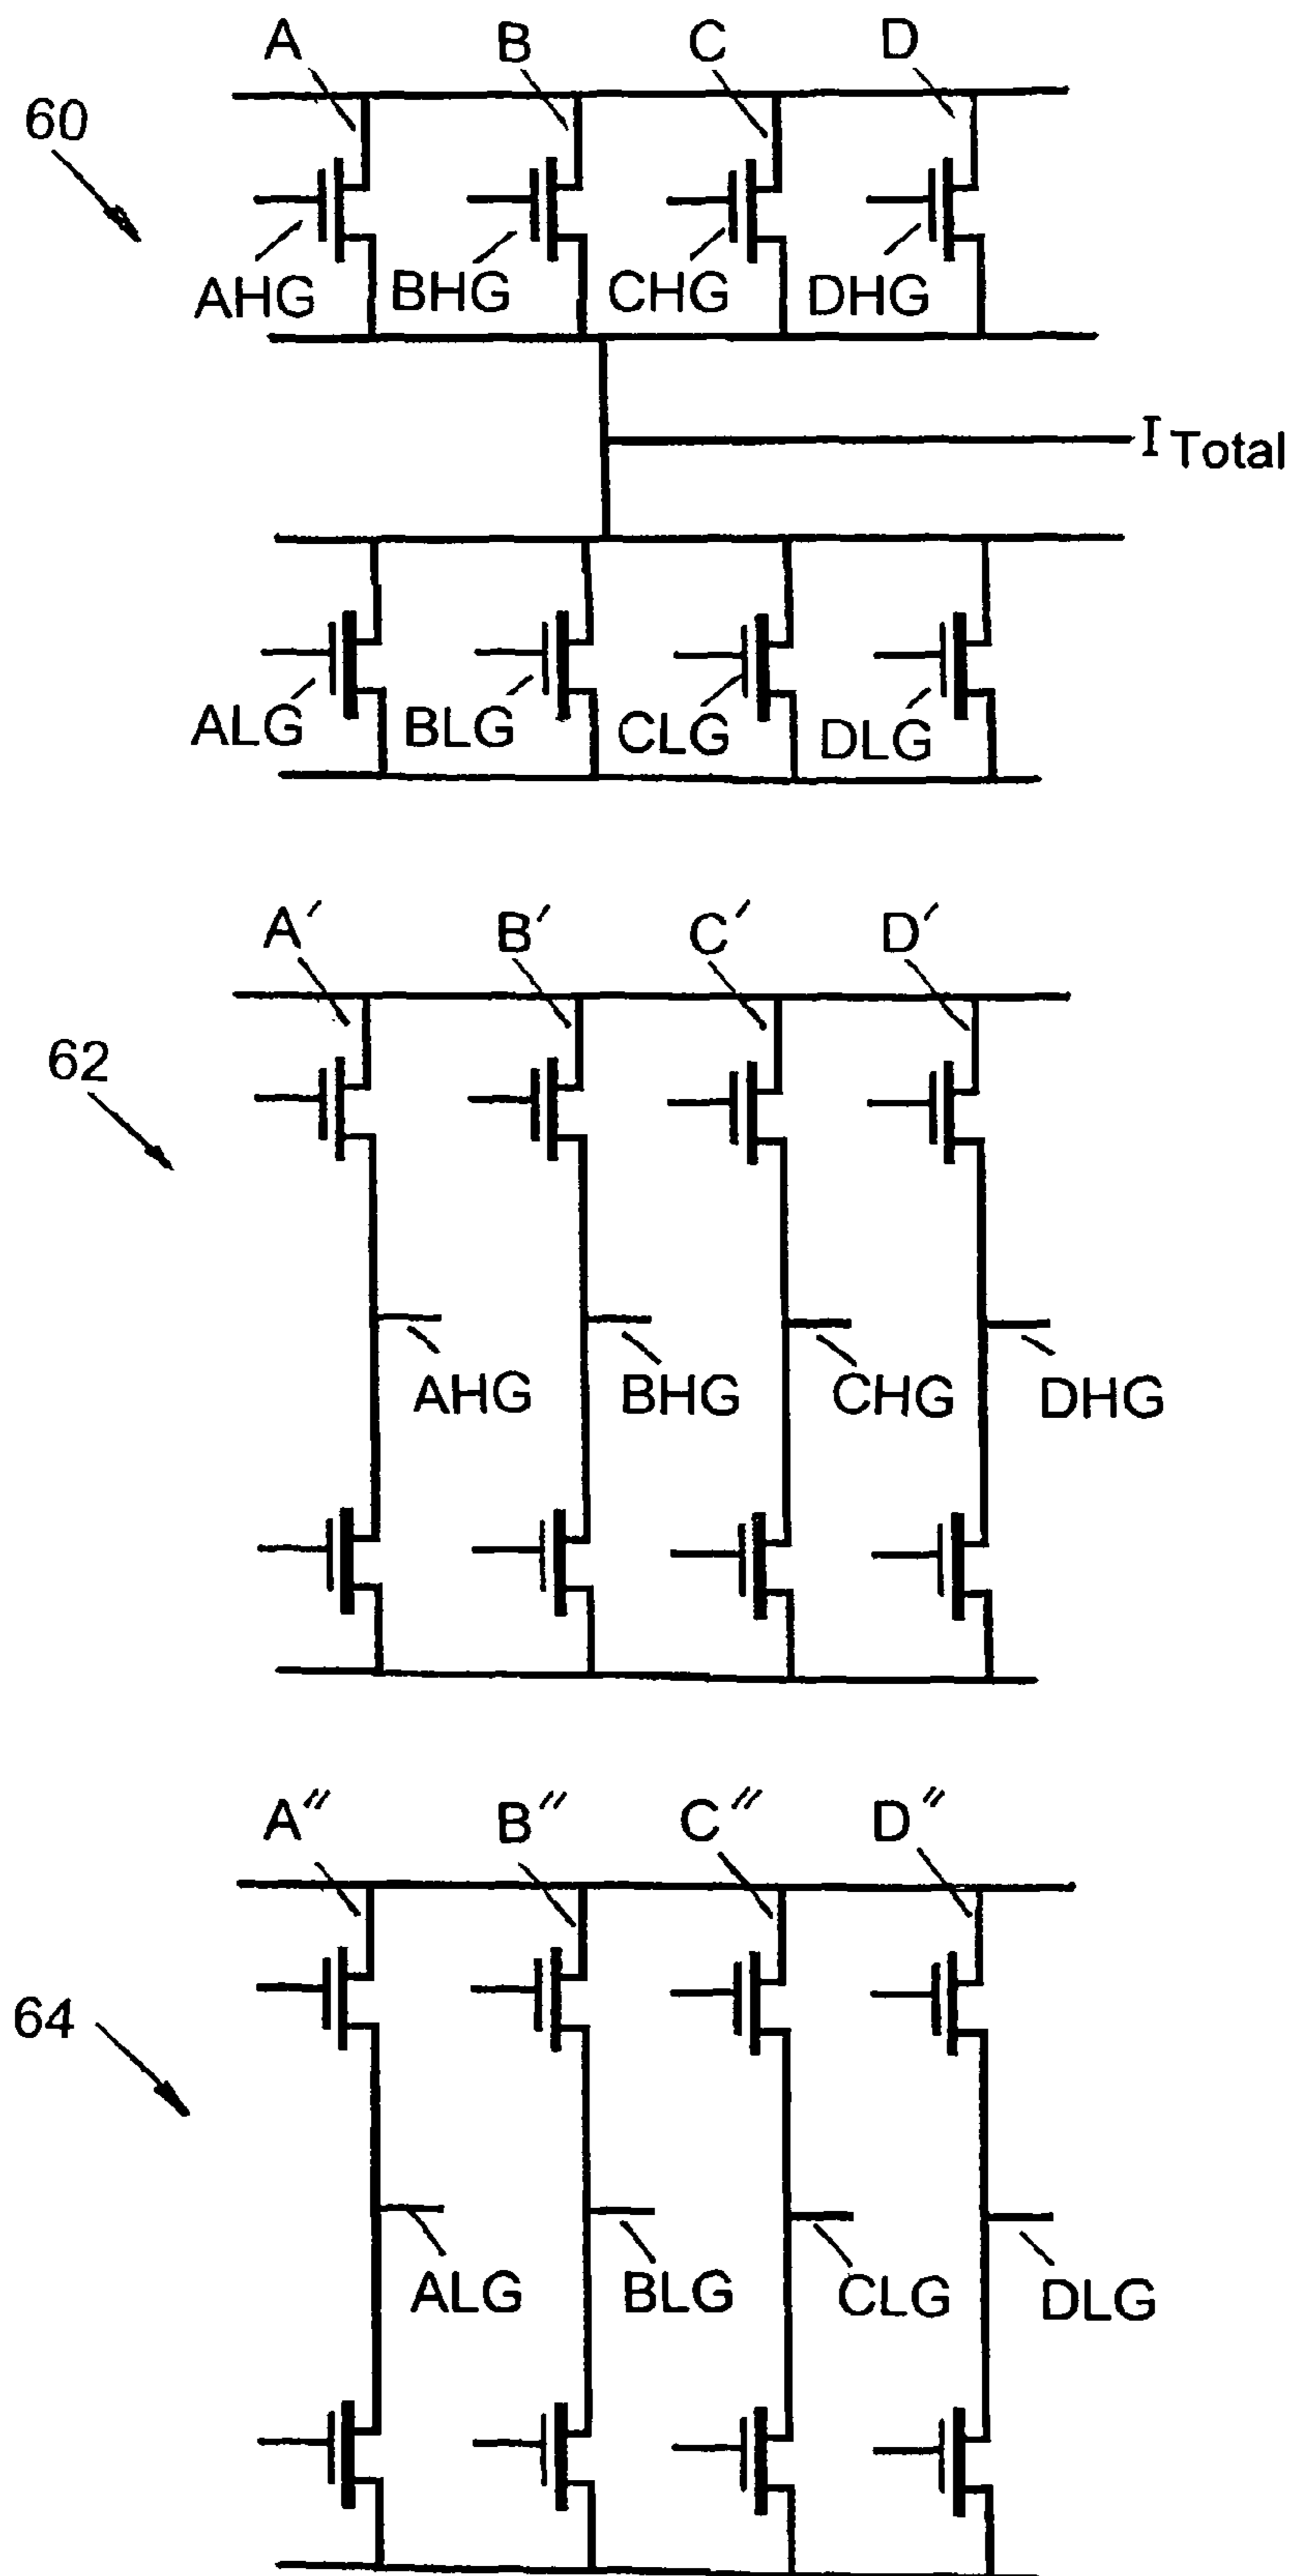 A B C D
60
AHG BHG CHG DHG
I Total
ALG BLG CLG DLG
A′ B′ C′ D′
62
AHG BHG CHG DHG
A″ B″ C″ D″
64
ALG BLG CLG DLG